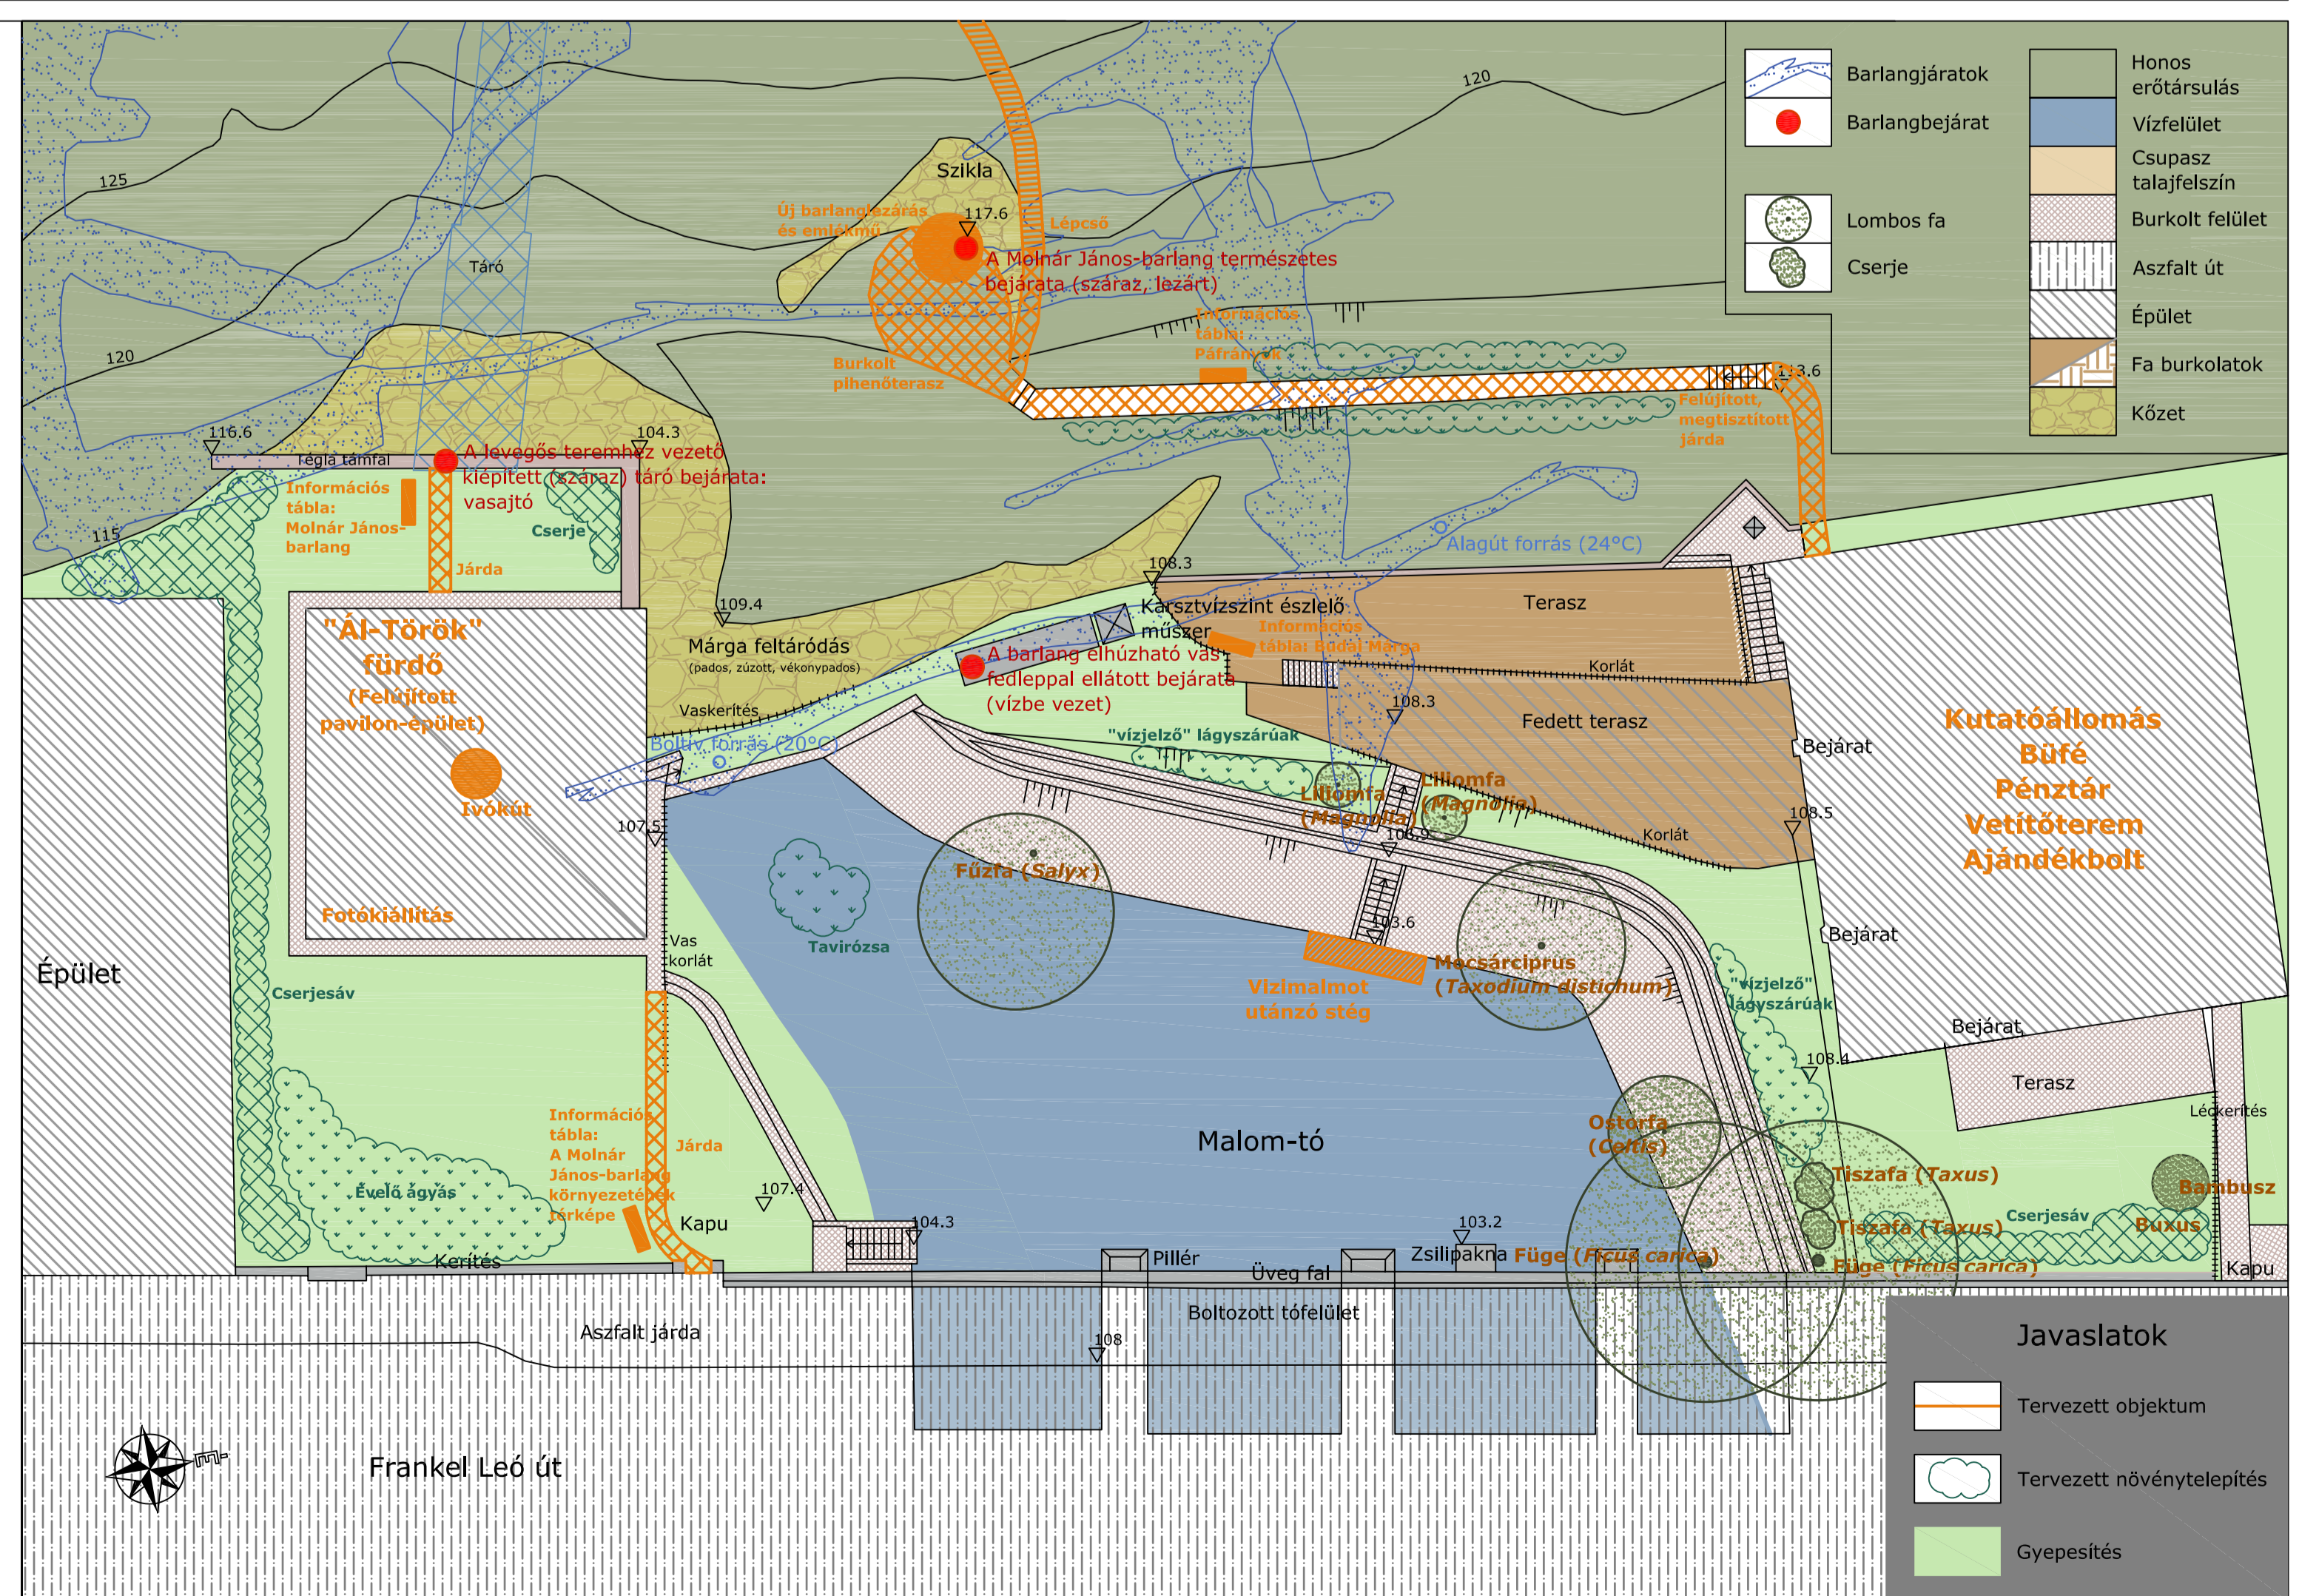 120
125
120
115
Szikla
117.6
Új barlanglezárás
és emlékmű
Lépcső
A Molnár János-barlang természetes
bejárata (száraz, lezárt)
Táró
Információs
tábla:
Páfrányok
Burkolt
pihenőterasz
113.6
Felújított,
megtisztított
járda
Barlangjáratok
Barlangbejárat
Lombos fa
Cserje
Honos
erőtársulás
Vízfelület
Csupasz
talajfelszín
Burkolt felület
Aszfalt út
Épület
Fa burkolatok
Kőzet
116.6
104.3
Tégla támfal
A levegős teremhez vezető
kiépített (száraz) táró bejárata:
vasajtó
Információs
tábla:
Molnár János-
barlang
Cserje
Járda
Alagút forrás (24°C)
108.3
109.4
Karsztvízszint észlelő
műszer
Terasz
Információs
tábla: Budai Márga
Korlát
"Ál-Török"
fürdő
(Felújított
pavilon-épület)
Ivókút
Fotókiállítás
Márga feltáródás
(pados, zúzott, vékonypados)
A barlang elhúzható vas
fedleppal ellátott bejárata
(vízbe vezet)
Vaskerítés
Boltív forrás (20°C)
108.3
Fedett terasz
"vízjelző" lágyszárúak
Liliomfa
(Magnolia)
Liliomfa
(Magnolia)
Bejárat
Kutatóállomás
Büfé
Pénztár
Vetítőterem
Ajándékbolt
108.5
Korlát
107.5
103.9
Fűzfa (Salyx)
103.6
Tavirózsa
Vas
korlát
Bejárat
Épület
Cserjesáv
Mocsárciprus
(Taxodium distichum)
Vizimalmot
utánzó stég
"vízjelző"
lágyszárúak
Bejárat
108.4
Terasz
Léckerítés
Információs
tábla:
A Molnár
János-barlang
környezetének
térképe
Járda
Malom-tó
Ostorfa
(Celtis)
Tiszafa (Taxus)
Bambusz
Évelő ágyás
107.4
Kapu
104.3
103.2
Tiszafa (Taxus)
Cserjesáv
Buxus
Kerítés
Pillér
Üveg fal
Zsilipakna
Füge (Ficus carica)
Füge (Ficus carica)
Kapu
Boltozott tófelület
Aszfalt járda
108
Frankel Leó út
É
Javaslatok
Tervezett objektum
Tervezett növénytelepítés
Gyepesítés